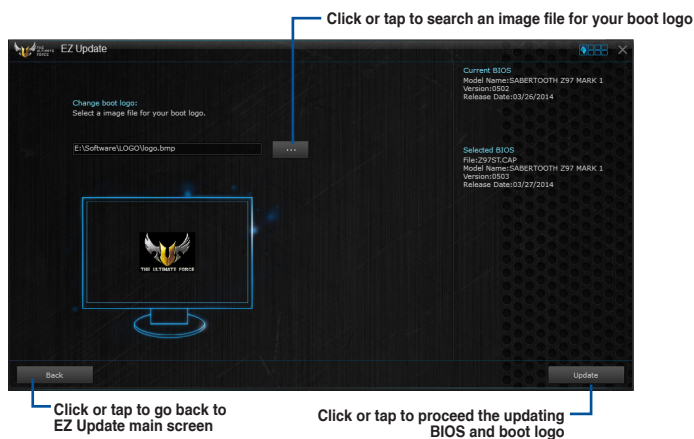 Click or tap to search an image file for your boot logo
THE ULTIMATE FORCE
EZ Update
Current BIOS
Model Name:SABERTOOTH Z97 MARK 1
Version:0502
Release Date:03/26/2014
Change boot logo:
Select a image file for your boot logo.
E:\Software\LOGO\logo.bmp
...
Selected BIOS
File:Z97ST.CAP
Model Name:SABERTOOTH Z97 MARK 1
Version:0503
Release Date:03/27/2014
THE ULTIMATE FORCE
Back
Update
Click or tap to go back to
EZ Update main screen
Click or tap to proceed the updating
BIOS and boot logo